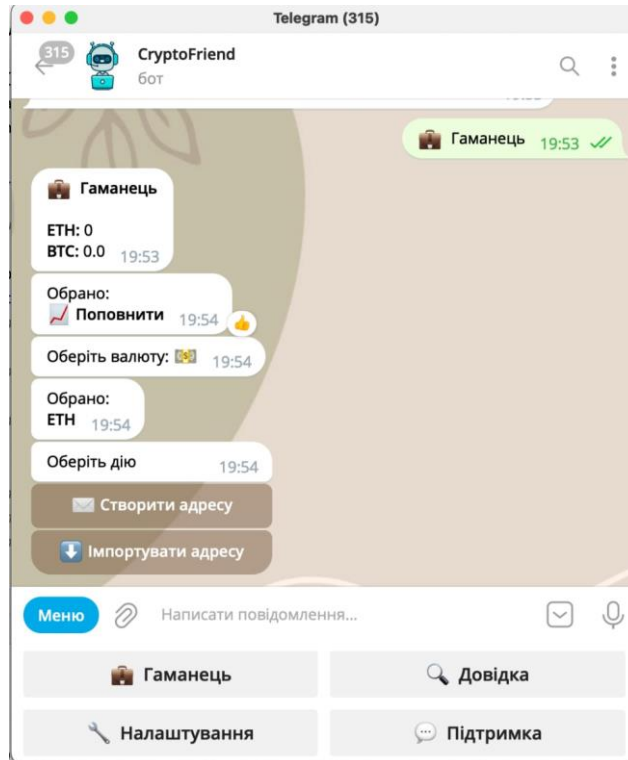 Telegram (315)
315
CryptoFriend
бот
Гаманець 19:53
Гаманець
ETH: 0
BTC: 0.0 19:53
Обрано:
Поповнити 19:54
Оберіть валюту: 19:54
Обрано:
ETH 19:54
Оберіть дію 19:54
Створити адресу
Імпортувати адресу
Меню Написати повідомлення...
Гаманець Довідка
Налаштування Підтримка